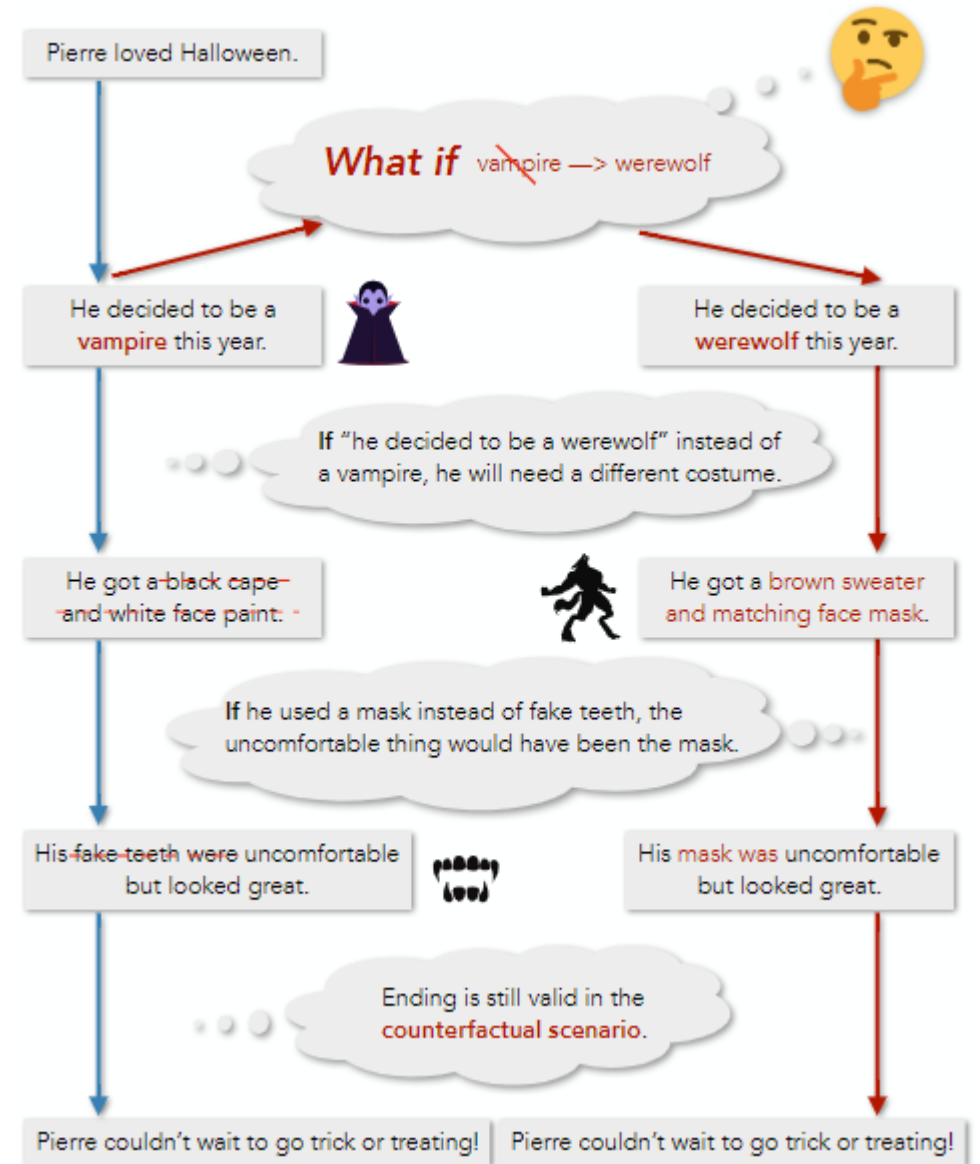 Pierre loved Halloween.
What if vampire —> werewolf
He decided to be a
vampire this year.
He decided to be a
werewolf this year.
If “he decided to be a werewolf” instead of
a vampire, he will need a different costume.
He got a black cape
and white face paint.
He got a brown sweater
and matching face mask.
If he used a mask instead of fake teeth, the
uncomfortable thing would have been the mask.
His fake teeth were uncomfortable
but looked great.
His mask was uncomfortable
but looked great.
Ending is still valid in the
counterfactual scenario.
Pierre couldn’t wait to go trick or treating!
Pierre couldn’t wait to go trick or treating!